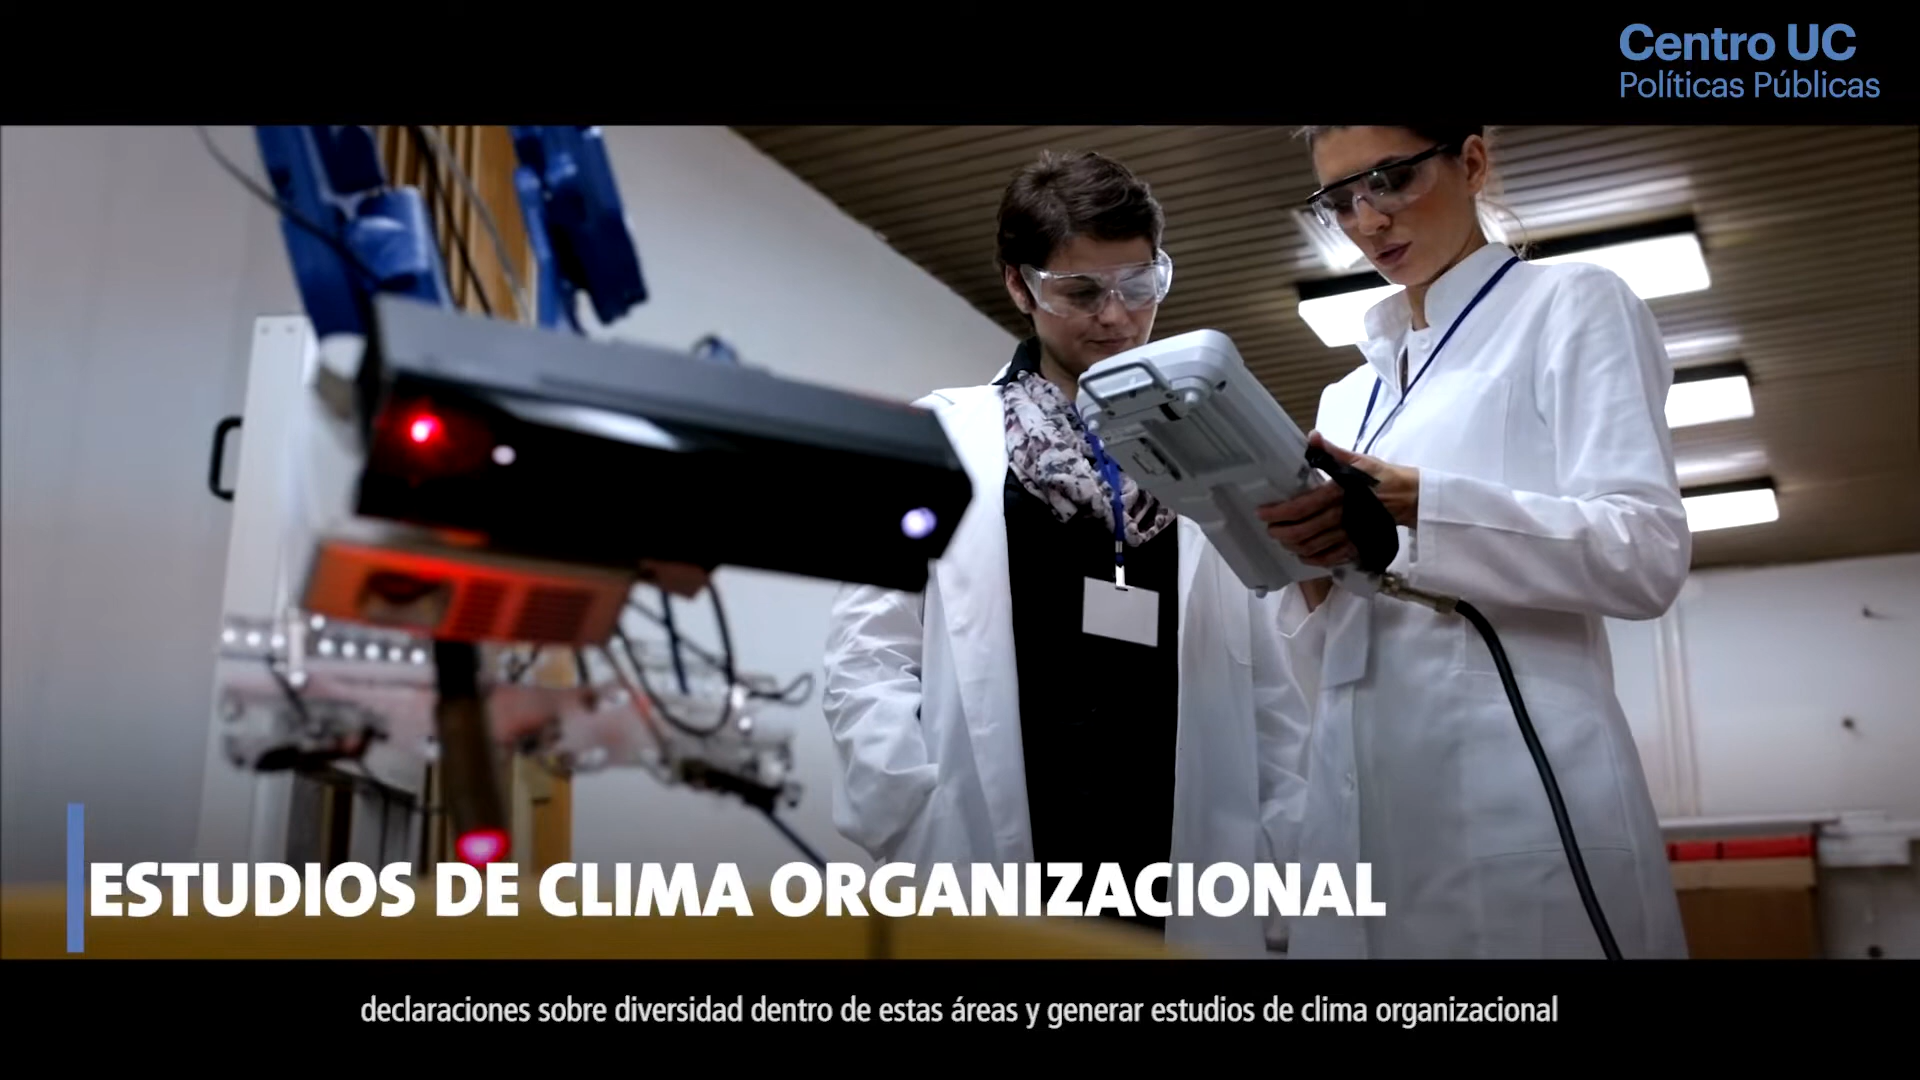 Centro UC
Políticas Públicas
ESTUDIOS DE CLIMA ORGANIZACIONAL
declaraciones sobre diversidad dentro de estas áreas y generar estudios de clima organizacional